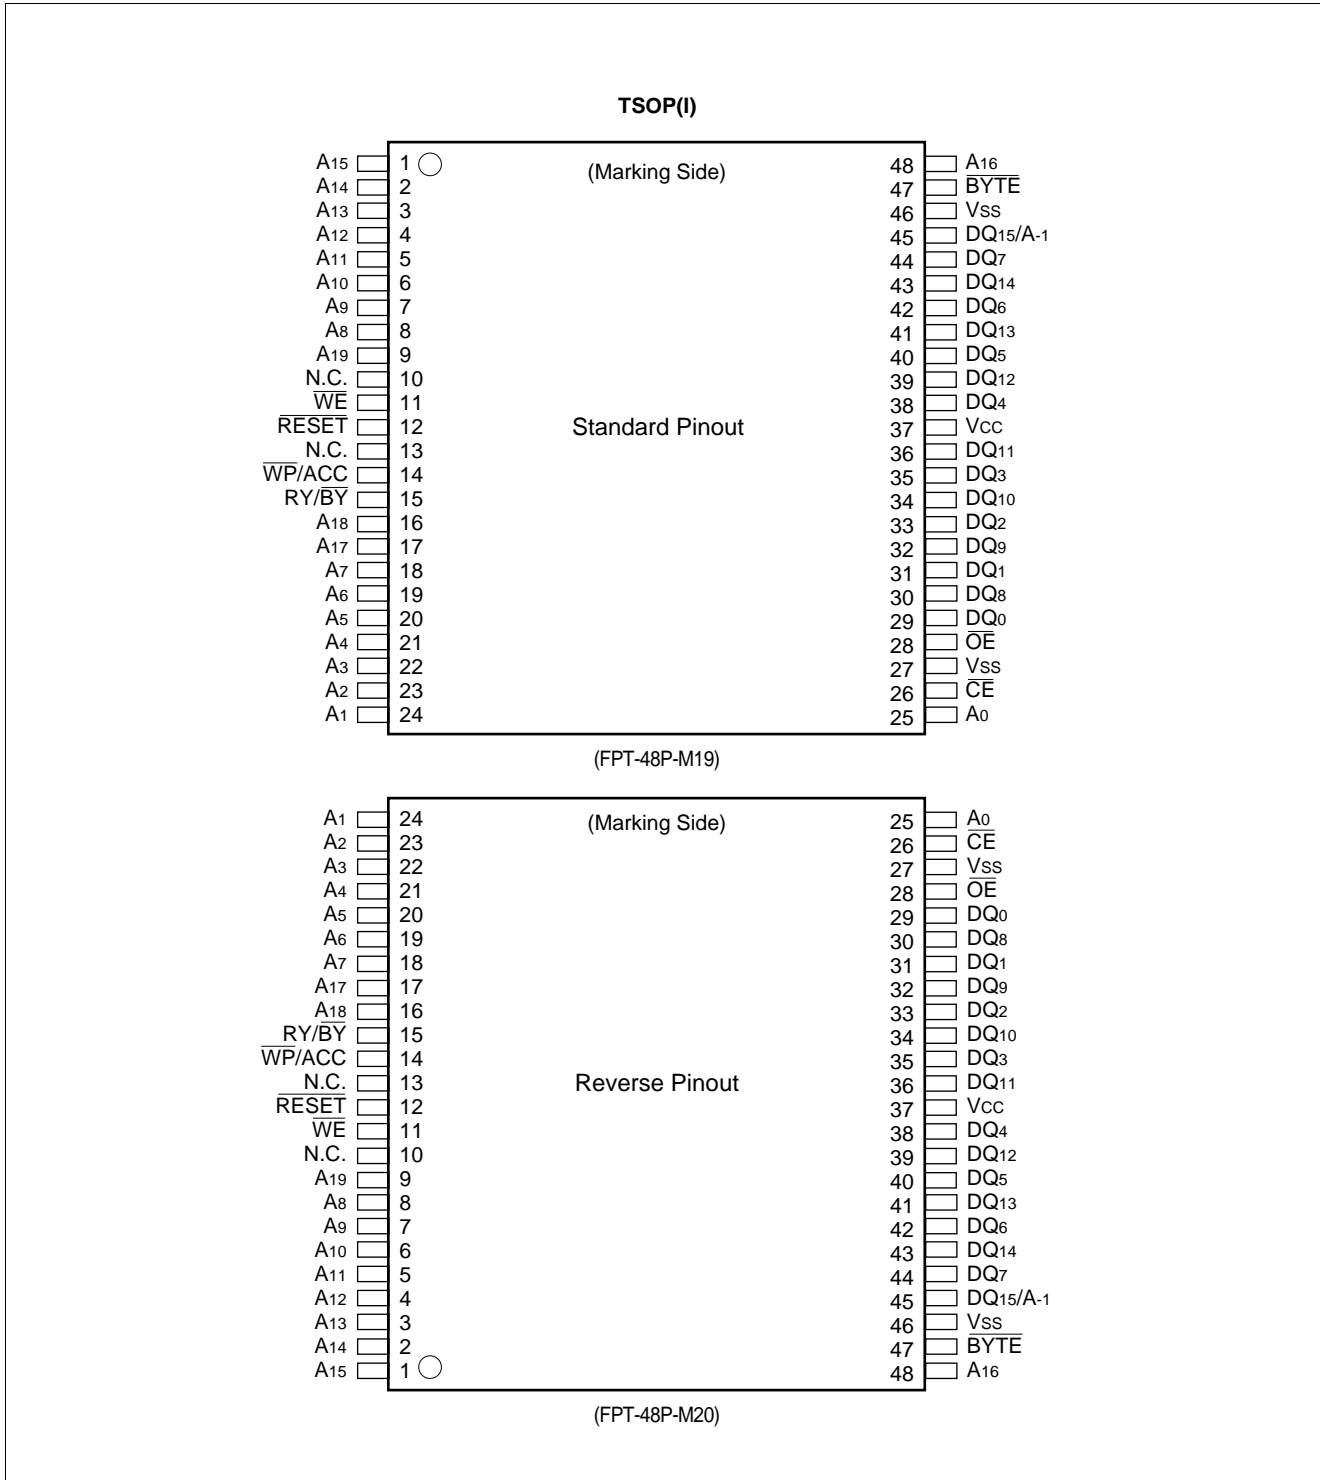 TSOP(I)
A15 1 (Marking Side) 48 A16
A14 2 47 BYTE
A13 3 46 VSS
A12 4 45 DQ15/A-1
A11 5 44 DQ7
A10 6 43 DQ14
A9 7 42 DQ6
A8 8 41 DQ13
A19 9 40 DQ5
N.C. 10 39 DQ12
WE 11 38 DQ4
RESET 12 Standard Pinout 37 VCC
N.C. 13 36 DQ11
WP/ACC 14 35 DQ3
RY/BY 15 34 DQ10
A18 16 33 DQ2
A17 17 32 DQ9
A7 18 31 DQ1
A6 19 30 DQ8
A5 20 29 DQ0
A4 21 28 OE
A3 22 27 VSS
A2 23 26 CE
A1 24 25 A0
(FPT-48P-M19)
A1 24 (Marking Side) 25 A0
A2 23 26 CE
A3 22 27 VSS
A4 21 28 OE
A5 20 29 DQ0
A6 19 30 DQ8
A7 18 31 DQ1
A17 17 32 DQ9
A18 16 33 DQ2
RY/BY 15 34 DQ10
WP/ACC 14 35 DQ3
N.C. 13 Reverse Pinout 36 DQ11
RESET 12 37 VCC
WE 11 38 DQ4
N.C. 10 39 DQ12
A19 9 40 DQ5
A8 8 41 DQ13
A9 7 42 DQ6
A10 6 43 DQ14
A11 5 44 DQ7
A12 4 45 DQ15/A-1
A13 3 46 VSS
A14 2 47 BYTE
A15 1 48 A16
(FPT-48P-M20)